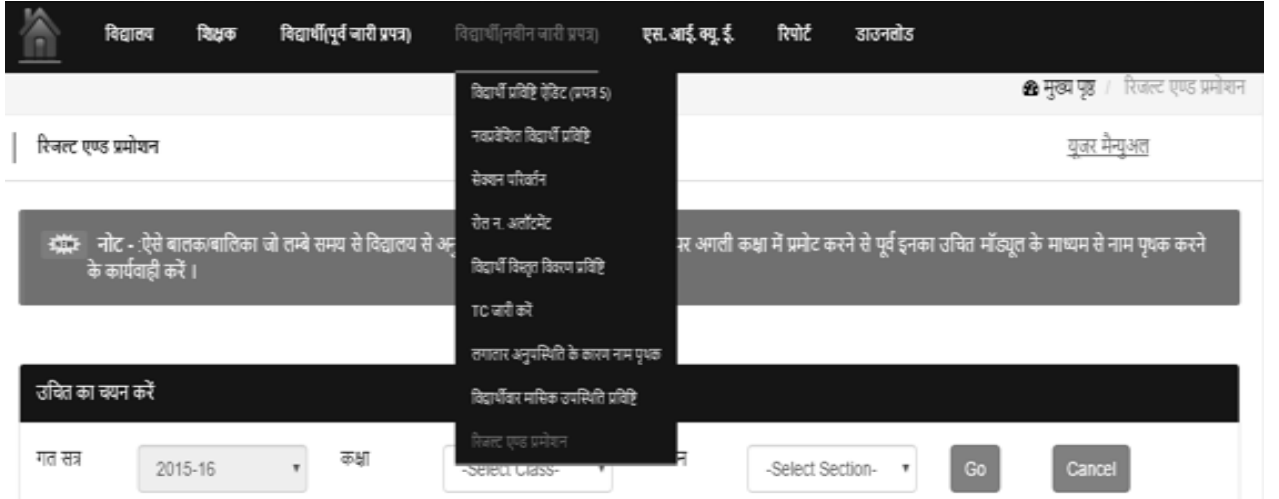 विद्यालय शिक्षक विद्यार्थी(पूर्व जारी प्रपत्र) विद्यार्थी(नवीन जारी प्रपत्र) एस. आई. क्यू. ई. रिपोर्ट डाउनलोड
मुख्य पृष्ठ / रिजल्ट एण्ड प्रमोशन
रिजल्ट एण्ड प्रमोशन यूजर मैन्युअल
विद्यार्थी प्रविष्टि ऐडिट (प्रपत्र 5)
नवप्रवेशित विद्यार्थी प्रविष्टि
सेक्शन परिवर्तन
रोल न. अलॉटमेंट
विद्यार्थी विस्तृत विवरण प्रविष्टि
TC जारी करें
लगातार अनुपस्थिति के कारण नाम पृथक
विद्यार्थीवार मासिक उपस्थिति प्रविष्टि
रिजल्ट एण्ड प्रमोशन
नोट - :ऐसे बालक/बालिका जो लम्बे समय से विद्यालय से पर अगली कक्षा में प्रमोट करने से पूर्व इनका उचित मॉड्यूल के माध्यम से नाम पृथक करने
के कार्यवाही करें ।
उचित का चयन करें
गत सत्र 2015-16 कक्षा -Select Class- -Select Section- Go Cancel